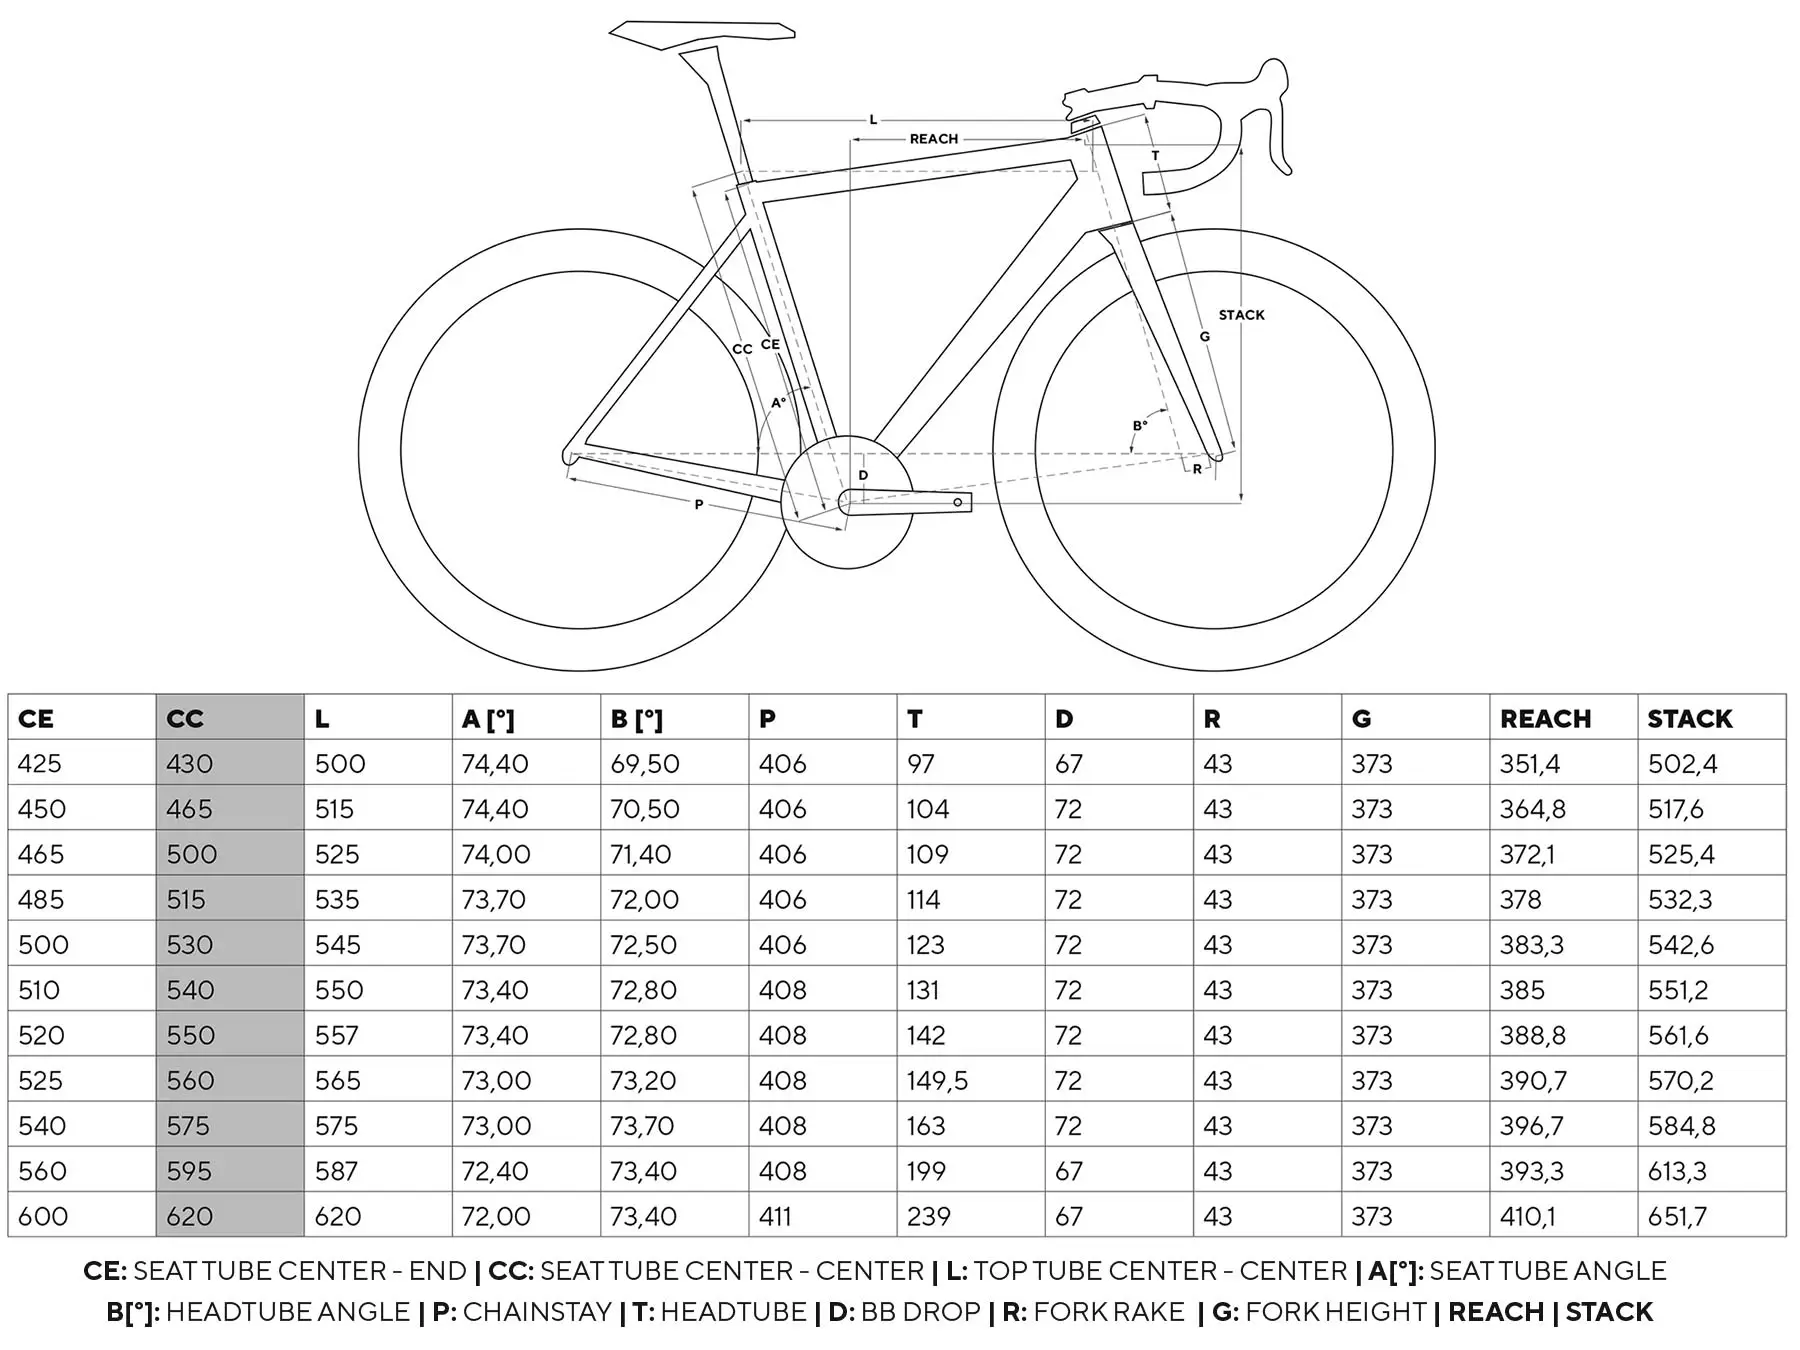 L
REACH
T
STACK
CC CE
G
A°
B°
D
R
P
CE CC L A [°] B [°] P T D R G REACH STACK
425 430 500 74,40 69,50 406 97 67 43 373 351,4 502,4
450 465 515 74,40 70,50 406 104 72 43 373 364,8 517,6
465 500 525 74,00 71,40 406 109 72 43 373 372,1 525,4
485 515 535 73,70 72,00 406 114 72 43 373 378 532,3
500 530 545 73,70 72,50 406 123 72 43 373 383,3 542,6
510 540 550 73,40 72,80 408 131 72 43 373 385 551,2
520 550 557 73,40 72,80 408 142 72 43 373 388,8 561,6
525 560 565 73,00 73,20 408 149,5 72 43 373 390,7 570,2
540 575 575 73,00 73,70 408 163 72 43 373 396,7 584,8
560 595 587 72,40 73,40 408 199 67 43 373 393,3 613,3
600 620 620 72,00 73,40 411 239 67 43 373 410,1 651,7
CE: SEAT TUBE CENTER - END | CC: SEAT TUBE CENTER - CENTER | L: TOP TUBE CENTER - CENTER | A[°]: SEAT TUBE ANGLE
B[°]: HEADTUBE ANGLE | P: CHAINSTAY | T: HEADTUBE | D: BB DROP | R: FORK RAKE | G: FORK HEIGHT | REACH | STACK